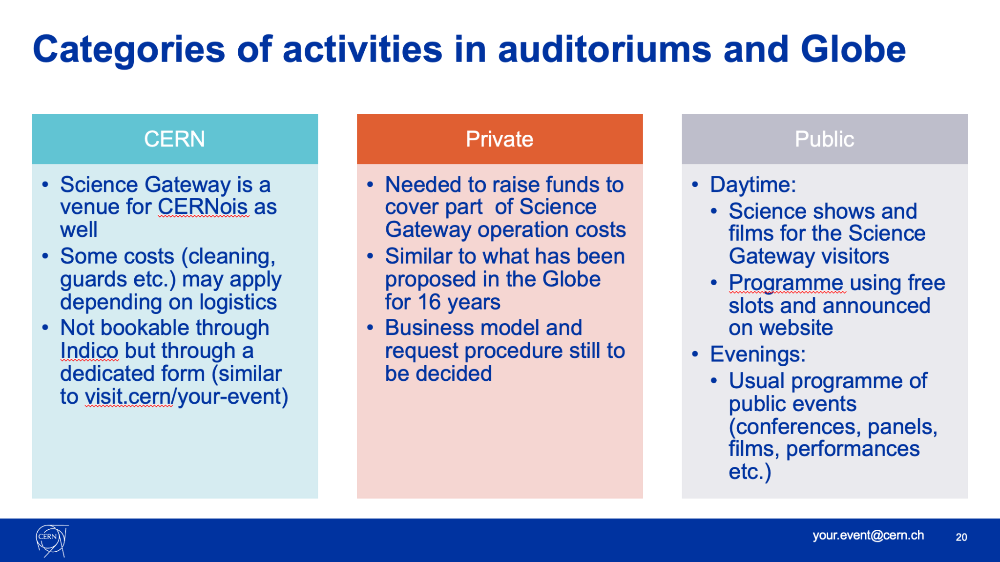 Categories of activities in auditoriums and Globe
CERN
• Science Gateway is a
venue for CERNois as
well
• Some costs (cleaning,
guards etc.) may apply
depending on logistics
• Not bookable through
Indico but through a
dedicated form (similar
to visit.cern/your-event)
Private
• Needed to raise funds to
cover part  of Science
Gateway operation costs
• Similar to what has been
proposed in the Globe
for 16 years
• Business model and
request procedure still to
be decided
Public
• Daytime:
• Science shows and
films for the Science
Gateway visitors
• Programme using free
slots and announced
on website
• Evenings:
• Usual programme of
public events
(conferences, panels,
films, performances
etc.)
CERN
your.event@cern.ch
20